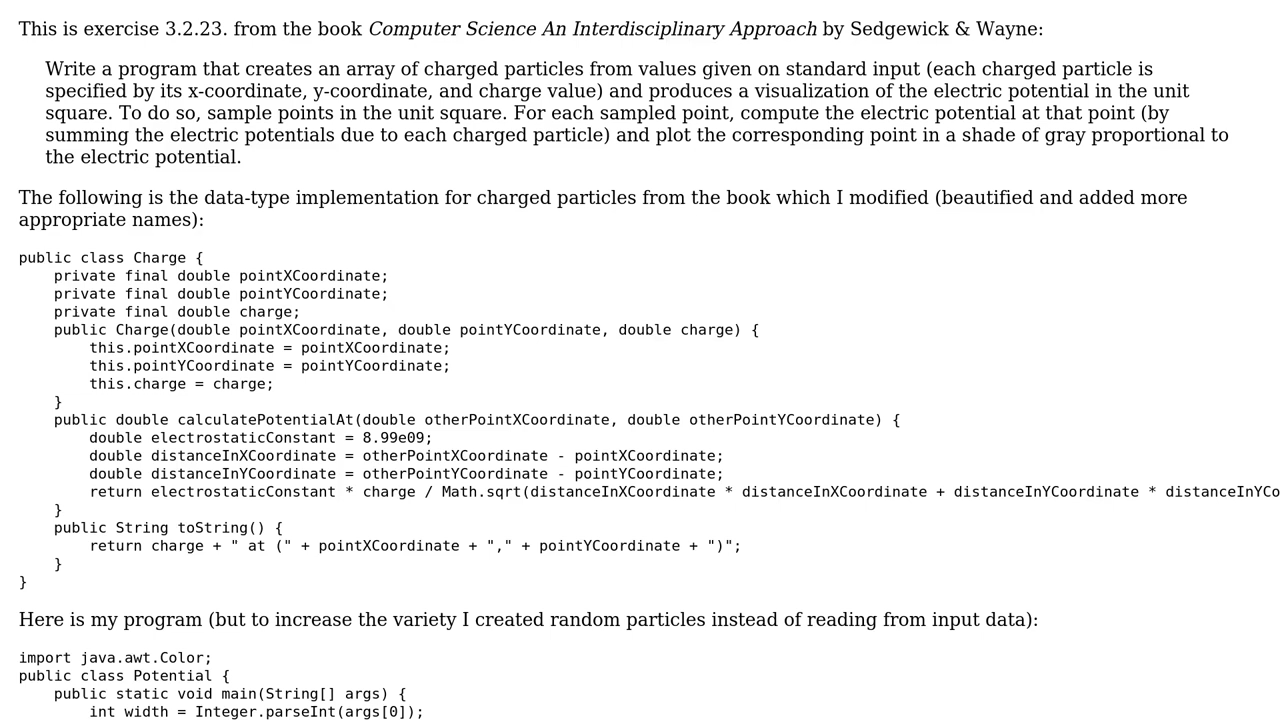 This is exercise 3.2.23. from the book Computer Science An Interdisciplinary Approach by Sedgewick & Wayne:
Write a program that creates an array of charged particles from values given on standard input (each charged particle is
specified by its x-coordinate, y-coordinate, and charge value) and produces a visualization of the electric potential in the unit
square. To do so, sample points in the unit square. For each sampled point, compute the electric potential at that point (by
summing the electric potentials due to each charged particle) and plot the corresponding point in a shade of gray proportional to
the electric potential.
The following is the data-type implementation for charged particles from the book which I modified (beautified and added more
appropriate names):
public class Charge {
    private final double pointXCoordinate;
    private final double pointYCoordinate;
    private final double charge;
    public Charge(double pointXCoordinate, double pointYCoordinate, double charge) {
        this.pointXCoordinate = pointXCoordinate;
        this.pointYCoordinate = pointYCoordinate;
        this.charge = charge;
    }
    public double calculatePotentialAt(double otherPointXCoordinate, double otherPointYCoordinate) {
        double electrostaticConstant = 8.99e09;
        double distanceInXCoordinate = otherPointXCoordinate - pointXCoordinate;
        double distanceInYCoordinate = otherPointYCoordinate - pointYCoordinate;
        return electrostaticConstant * charge / Math.sqrt(distanceInXCoordinate * distanceInXCoordinate + distanceInYCoordinate * distanceInYCo
    }
    public String toString() {
        return charge + " at (" + pointXCoordinate + "," + pointYCoordinate + ")";
    }
}
Here is my program (but to increase the variety I created random particles instead of reading from input data):
import java.awt.Color;
public class Potential {
    public static void main(String[] args) {
        int width = Integer.parseInt(args[0]);